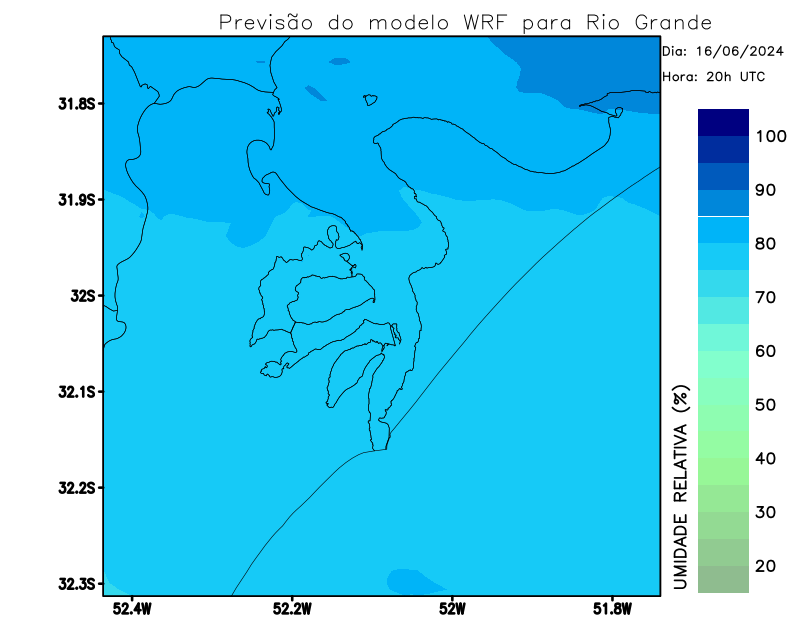 Previsão do modelo WRF para Rio Grande
Dia: 16/06/2024
Hora: 20h UTC
31.8S
31.9S
32S
32.1S
32.2S
32.3S
52.4W
52.2W
52W
51.8W
100
90
80
70
60
50
40
30
20
UMIDADE RELATIVA (%)